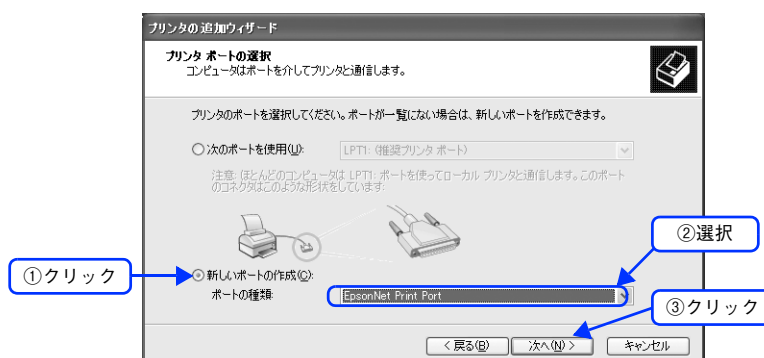 プリンタの追加ウィザード
プリンタ ポートの選択
コンピュータはポートを介してプリンタと通信します。
プリンタのポートを選択してください。ポートが一覧にない場合は、新しいポートを作成できます。
次のポートを使用(U):
LPT1: (推奨プリンタ ポート)
注意: ほとんどのコンピュータは LPT1: ポートを使ってローカル プリンタと通信します。このポート
のコネクタはこのような形状をしています:
②選択
①クリック
新しいポートの作成(C):
ポートの種類:
EpsonNet Print Port
③クリック
< 戻る(B)
次へ(N) >
キャンセル